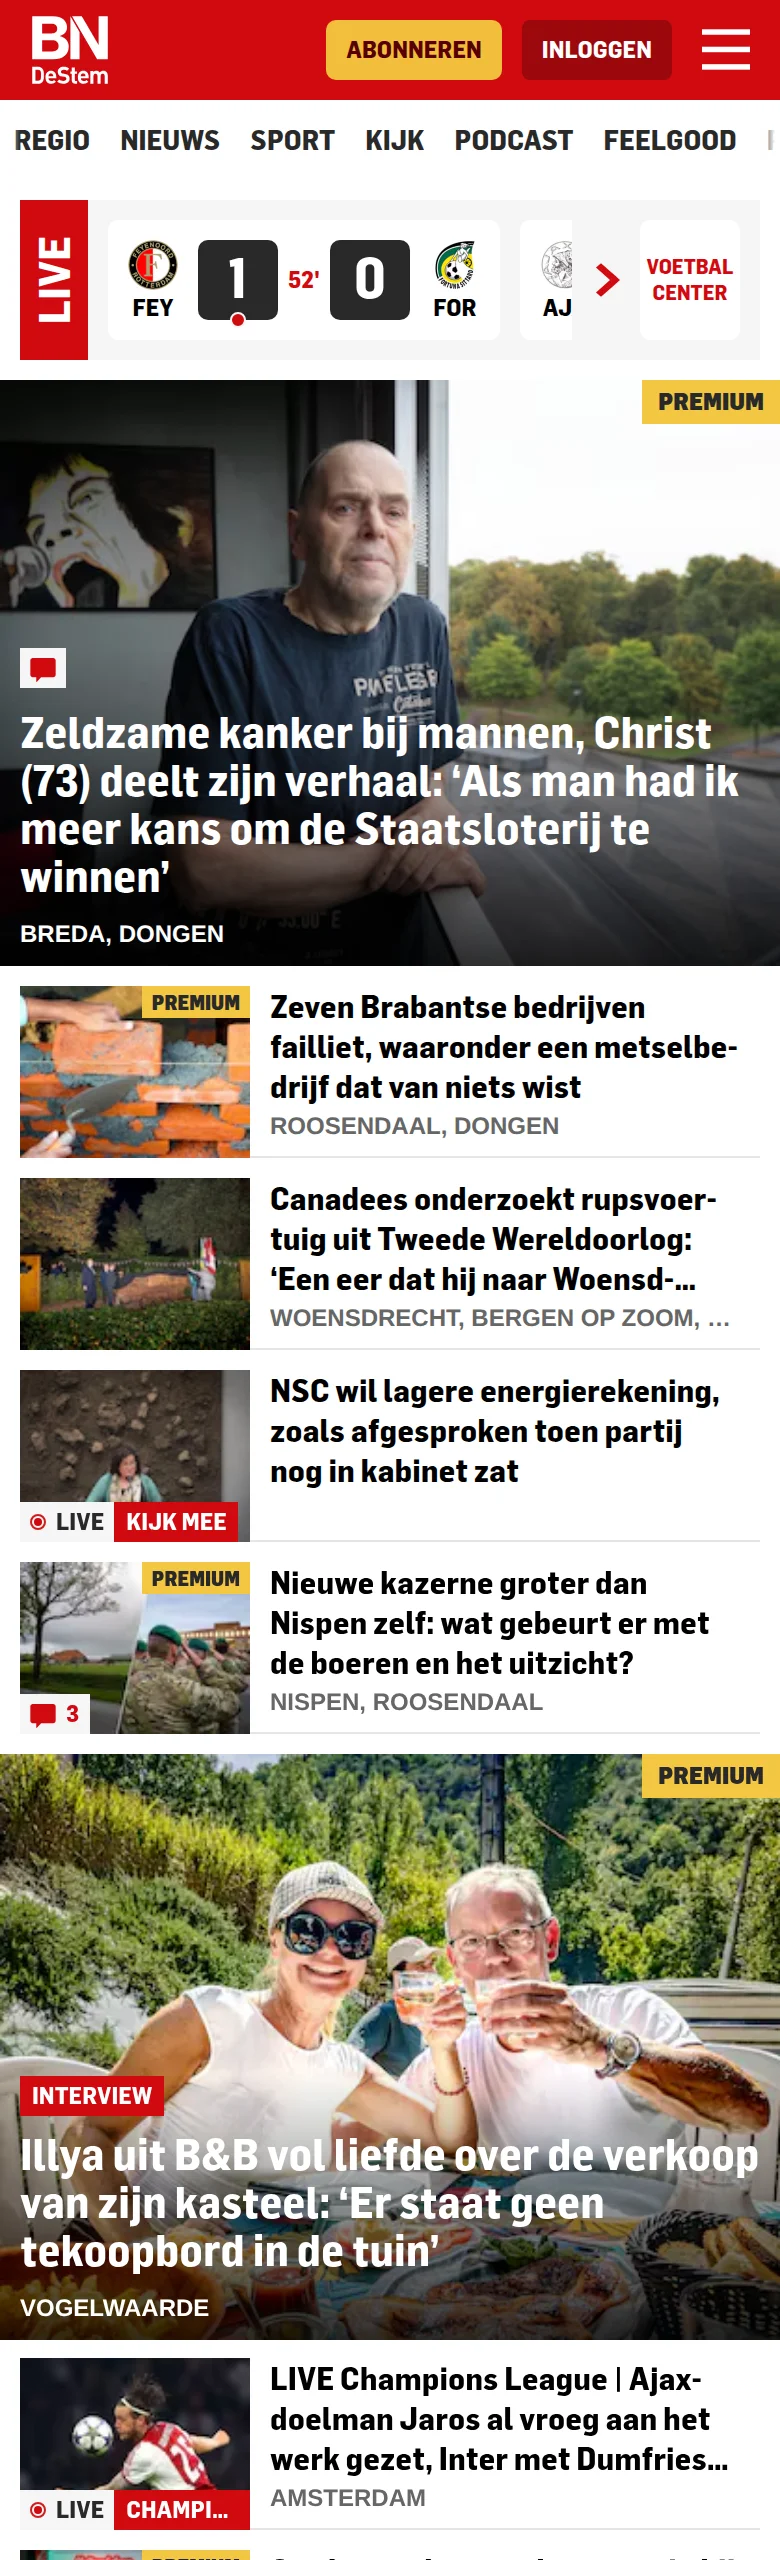 BN
DeStem
ABONNEREN
INLOGGEN
REGIO NIEUWS SPORT KIJK PODCAST FEELGOOD
LIVE
1 52' 0
FEY FOR AJ
VOETBAL
CENTER
PREMIUM
Zeldzame kanker bij mannen, Christ
(73) deelt zijn verhaal: ‘Als man had ik
meer kans om de Staatsloterij te
winnen’
BREDA, DONGEN
PREMIUM
Zeven Brabantse bedrijven
failliet, waaronder een metselbe-
drijf dat van niets wist
ROOSENDAAL, DONGEN
Canadees onderzoekt rupsvoer-
tuig uit Tweede Wereldoorlog:
‘Een eer dat hij naar Woensd-...
WOENSDRECHT, BERGEN OP ZOOM, ...
NSC wil lagere energierekening,
zoals afgesproken toen partij
nog in kabinet zat
LIVE KIJK MEE
PREMIUM
Nieuwe kazerne groter dan
Nispen zelf: wat gebeurt er met
de boeren en het uitzicht?
NISPEN, ROOSENDAAL
3
PREMIUM
INTERVIEW
Illya uit B&B vol liefde over de verkoop
van zijn kasteel: ‘Er staat geen
tekoopbord in de tuin’
VOGELWAARDE
LIVE Champions League | Ajax-
doelman Jaros al vroeg aan het
werk gezet, Inter met Dumfries...
AMSTERDAM
LIVE CHAMPI...